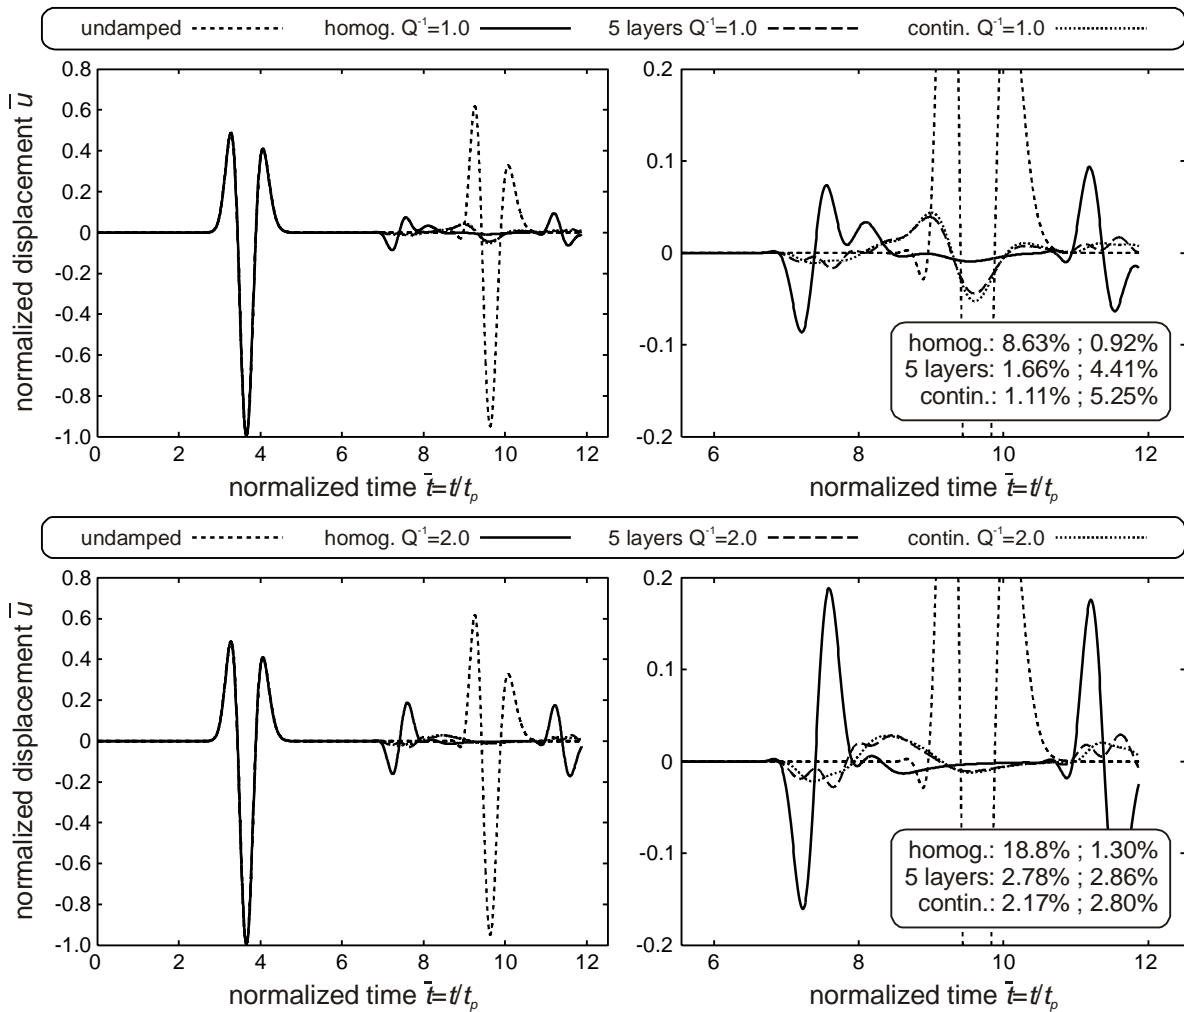 undamped homog. Q⁻¹=1.0 5 layers Q⁻¹=1.0 contin. Q⁻¹=1.0
normalized displacement u̅
0.8
0.6
0.4
0.2
0
-0.2
-0.4
-0.6
-0.8
-1.0
0 2 4 6 8 10 12
normalized time t̅=t/tₚ
0.2
0.1
0
-0.1
-0.2
homog.: 8.63% ; 0.92%
5 layers: 1.66% ; 4.41%
contin.: 1.11% ; 5.25%
6 8 10 12
normalized time t̅=t/tₚ
undamped homog. Q⁻¹=2.0 5 layers Q⁻¹=2.0 contin. Q⁻¹=2.0
normalized displacement u̅
0.8
0.6
0.4
0.2
0
-0.2
-0.4
-0.6
-0.8
-1.0
0 2 4 6 8 10 12
normalized time t̅=t/tₚ
0.2
0.1
0
-0.1
-0.2
homog.: 18.8% ; 1.30%
5 layers: 2.78% ; 2.86%
contin.: 2.17% ; 2.80%
6 8 10 12
normalized time t̅=t/tₚ